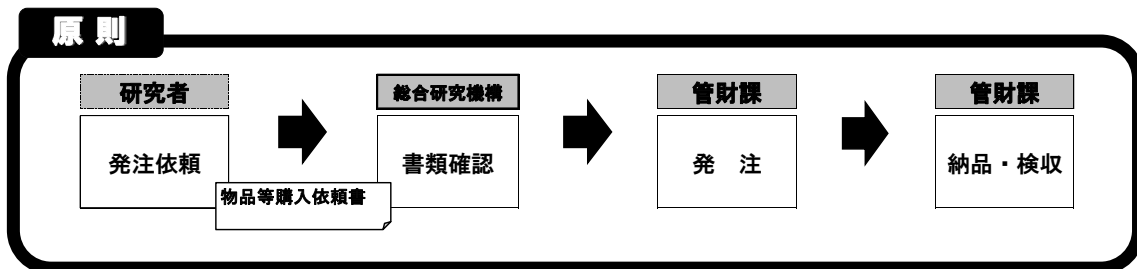 原 則
研究者
発注依頼
物品等購入依頼書
総合研究機構
書類確認
管財課
発　注
管財課
納品・検収